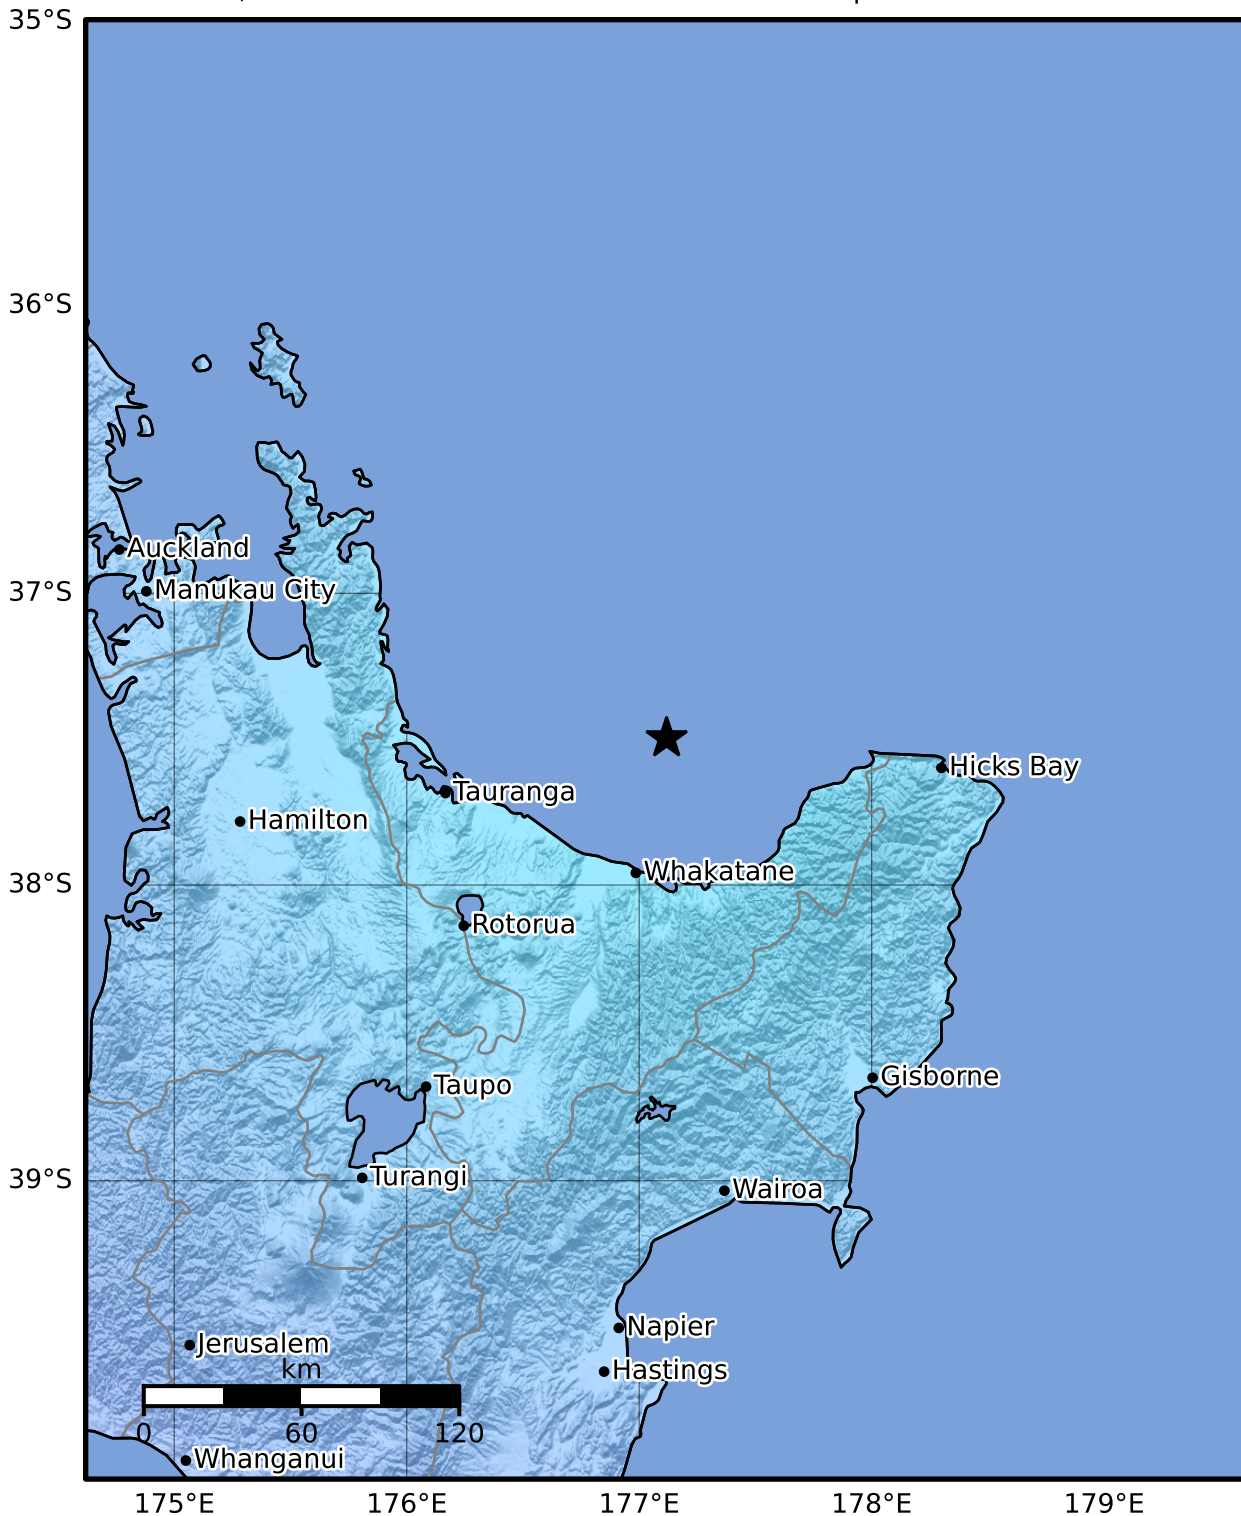 35°S
36°S
Auckland
37°S
Manukau City
Hicks Bay
Tauranga
Hamilton
Whakatane
38°S
Rotorua
Gisborne
Taupo
39°S
Turangi
Wairoa
Napier
Jerusalem
Hastings
km
0 60 120
Whanganui
175°E 176°E 177°E 178°E 179°E